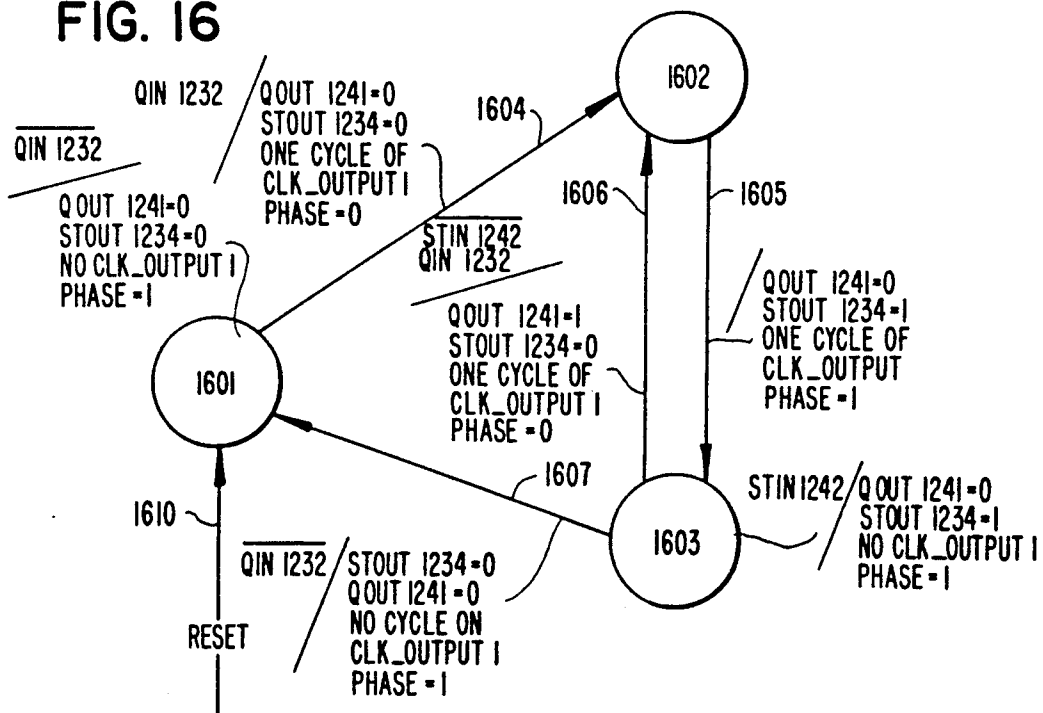 FIG. 16
1602
QIN 1232
QOUT 1241=0
STOUT 1234=0
ONE CYCLE OF
CLK_OUTPUT 1
PHASE=0
1604
QIN 1232
QOUT 1241=0
STOUT 1234=0
NO CLK_OUTPUT 1
PHASE=1
1606
1605
STIN 1242
QIN 1232
QOUT 1241=1
STOUT 1234=0
ONE CYCLE OF
CLK_OUTPUT 1
PHASE=0
QOUT 1241=0
STOUT 1234=1
ONE CYCLE OF
CLK_OUTPUT
PHASE=1
1601
1607
1603
STIN 1242
QOUT 1241=0
STOUT 1234=1
NO CLK_OUTPUT 1
PHASE=1
1610
QIN 1232
STOUT 1234=0
QOUT 1241=0
NO CYCLE ON
CLK_OUTPUT 1
PHASE=1
RESET